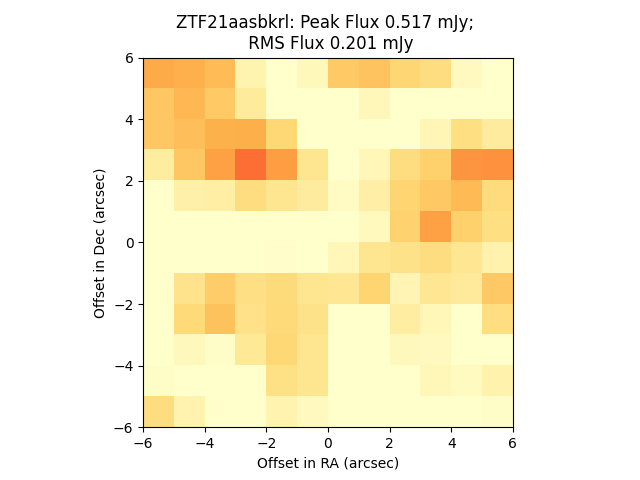 ZTF21aasbkrl: Peak Flux 0.517 mJy;
RMS Flux 0.201 mJy
6
4
2
0
−2
−4
−6
Offset in Dec (arcsec)
−6 −4 −2 0 2 4 6
Offset in RA (arcsec)